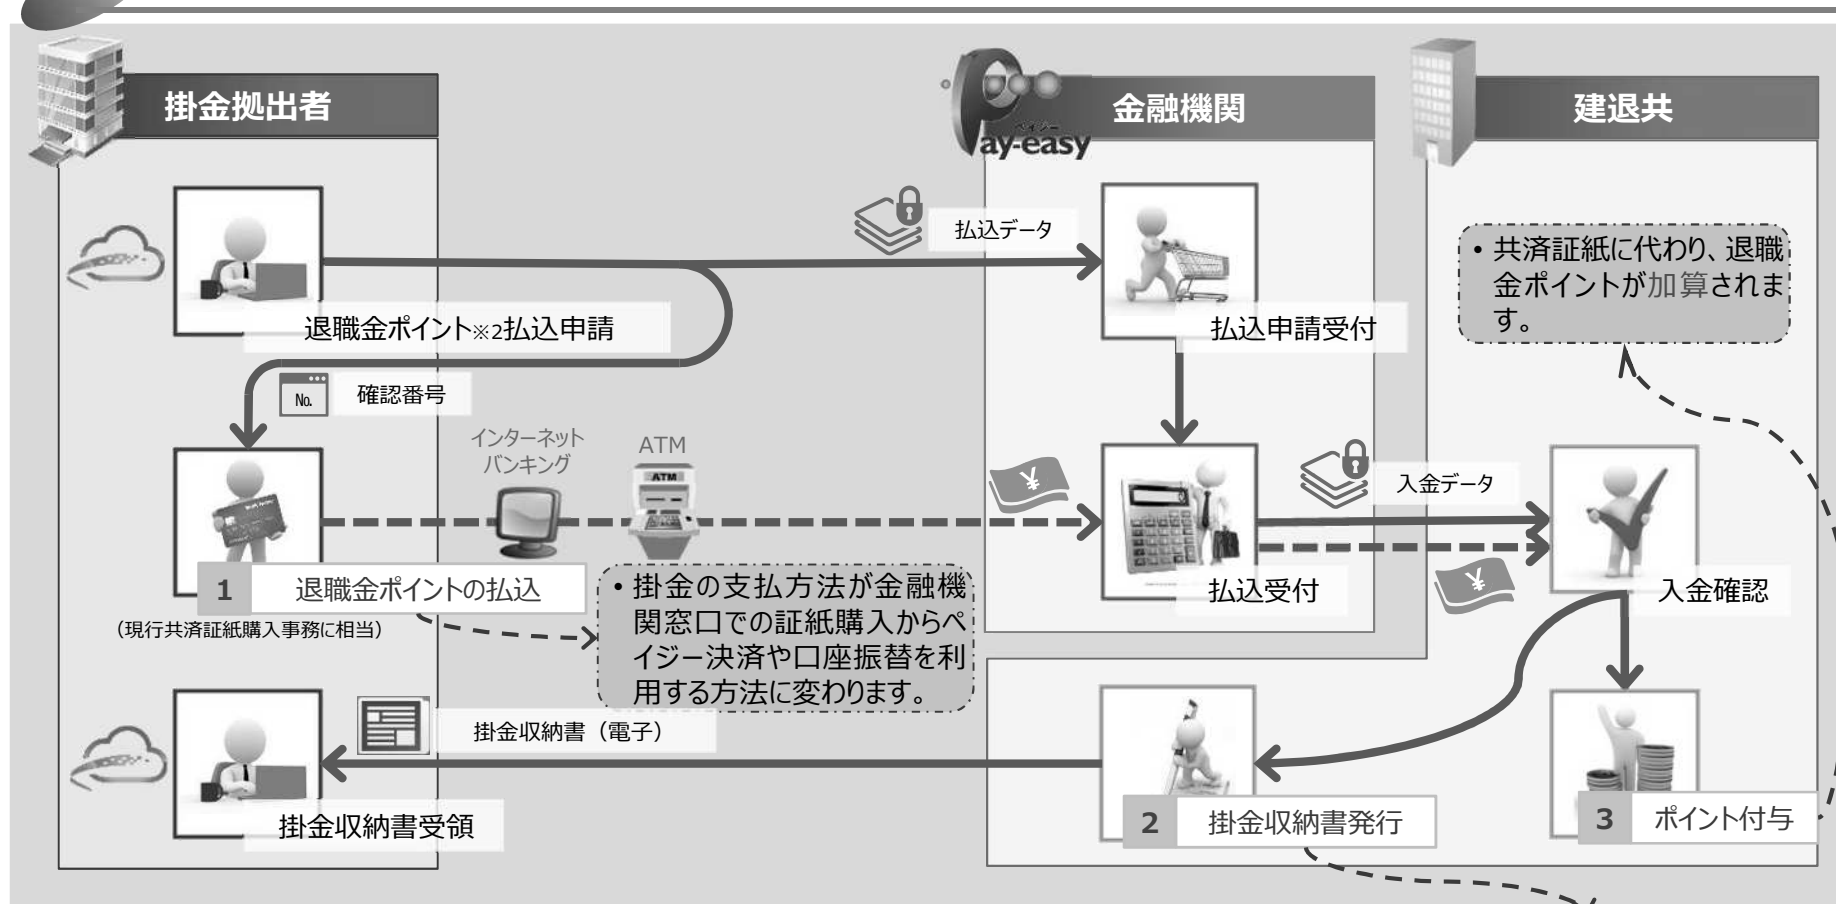 掛金拠出者
ペイジー
Pay-easy
金融機関
建退共
払込データ
・共済証紙に代わり、退職
金ポイントが加算されま
す。
退職金ポイント※2払込申請
払込申請受付
No.
確認番号
インターネット
バンキング
ATM
ATM
¥
入金データ
1 退職金ポイントの払込
(現行共済証紙購入事務に相当)
・掛金の支払方法が金融機
関窓口での証紙購入からペ
イジー決済や口座振替を利
用する方法に変わります。
払込受付
¥
入金確認
掛金収納書(電子)
掛金収納書受領
2 掛金収納書発行
3 ポイント付与